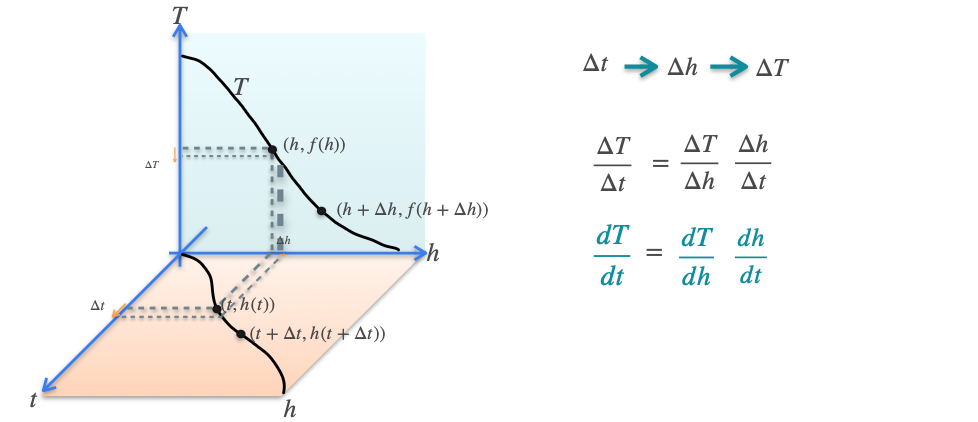 T
T
(h, f(h))
ΔT
(h + Δh, f(h + Δh))
Δh
h
Δt
(t, h(t))
(t + Δt, h(t + Δt))
t
h
Δt → Δh → ΔT
ΔT/Δt = ΔT/Δh Δh/Δt
dT/dt = dT/dh dh/dt